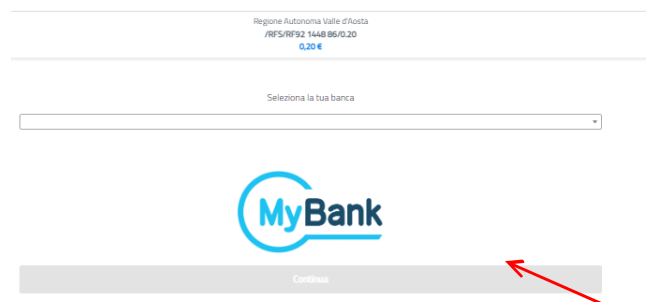 Regione Autonoma Valle d'Aosta
/RFS/RF92 1448 86/0.20
0,20 €
Seleziona la tua banca
MyBank
Continua